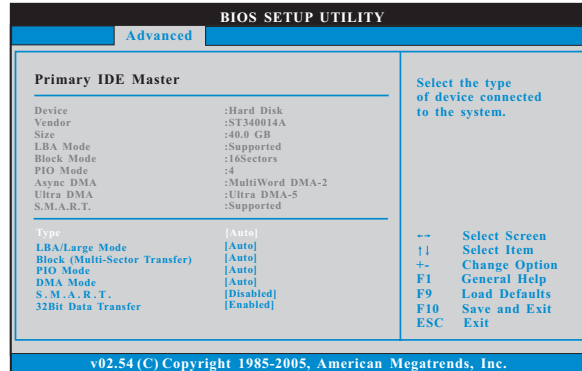 BIOS SETUP UTILITY
Advanced
Primary IDE Master
Device :Hard Disk
Vendor :ST340014A
Size :40.0 GB
LBA Mode :Supported
Block Mode :16Sectors
PIO Mode :4
Async DMA :MultiWord DMA-2
Ultra DMA :Ultra DMA-5
S.M.A.R.T. :Supported
Type [Auto]
LBA/Large Mode [Auto]
Block (Multi-Sector Transfer) [Auto]
PIO Mode [Auto]
DMA Mode [Auto]
S.M.A.R.T. [Disabled]
32Bit Data Transfer [Enabled]
Select the type
of device connected
to the system.
←→ Select Screen
↑↓ Select Item
+- Change Option
F1 General Help
F9 Load Defaults
F10 Save and Exit
ESC Exit
v02.54 (C) Copyright 1985-2005, American Megatrends, Inc.